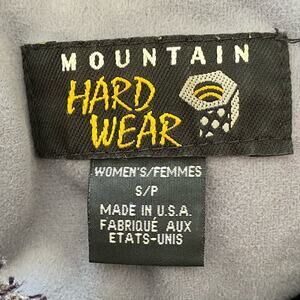 MOUNTAIN
HARD
WEAR
WOMEN'S/FEMMES
S/P
MADE IN U.S.A.
FABRIQUÉ AUX
ETATS-UNIS